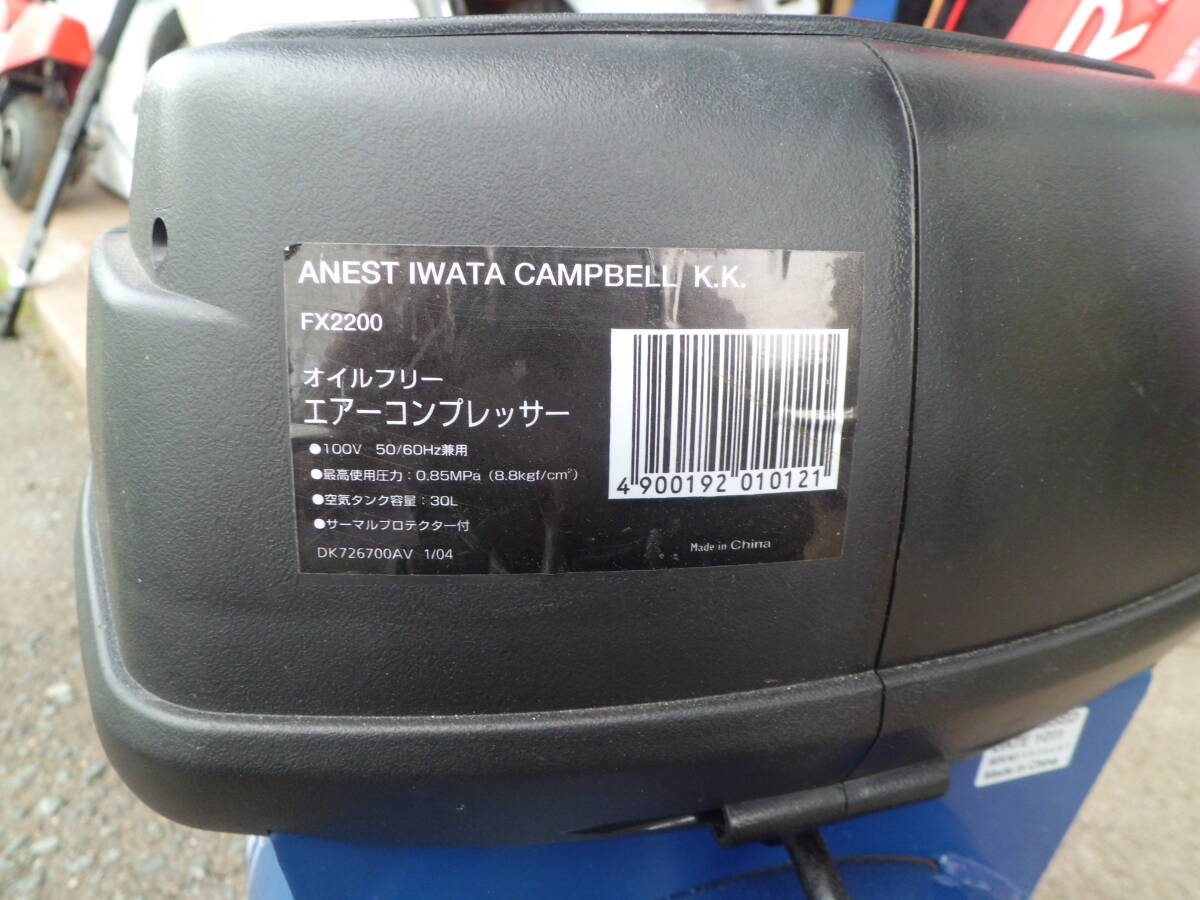 R
ANEST IWATA CAMPBELL K.K.
FX2200
オイルフリー
エアーコンプレッサー
●100V 50/60Hz兼用
●最高使用圧力：0.85MPa（8.8kgf/cm²）
●空気タンク容量：30L
●サーマルプロテクター付
DK726700AV 1/04
4 900192 010121
Made in China
Made in China